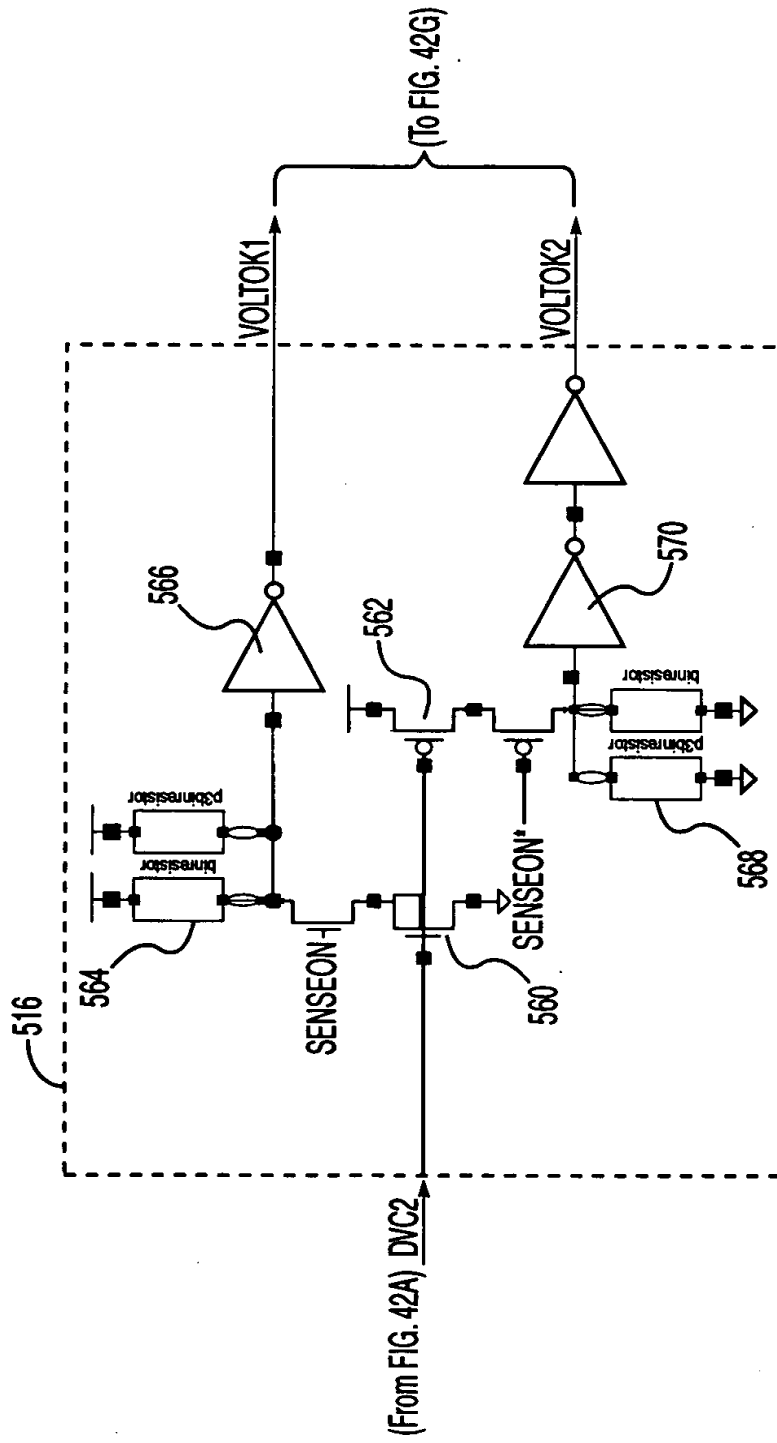 516
564
binresistor
p3binresistor
566
VOLTOK1
SENSEON
(From FIG. 42A) DVC2
560
562
SENSEON*
(To FIG. 42G)
VOLTOK2
570
568
p3binresistor
binresistor